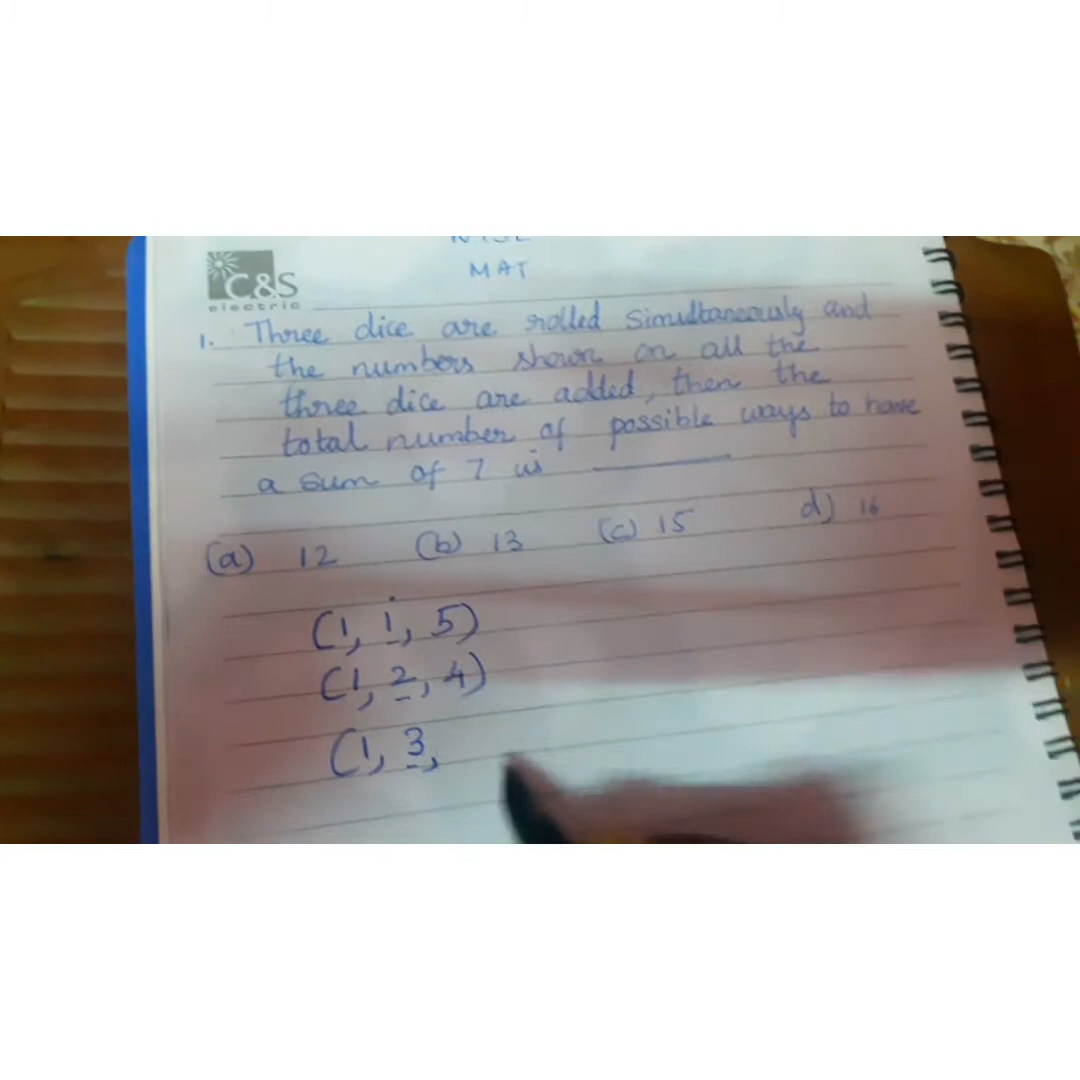 MAT
C&S
electric
1. Three dice are rolled simultaneously and
the numbers shown on all the
three dice are added, then the
total number of possible ways to have
a sum of 7 is
(a) 12 (b) 13 (c) 15 d) 16
(1, 1, 5)
(1, 2, 4)
(1, 3,